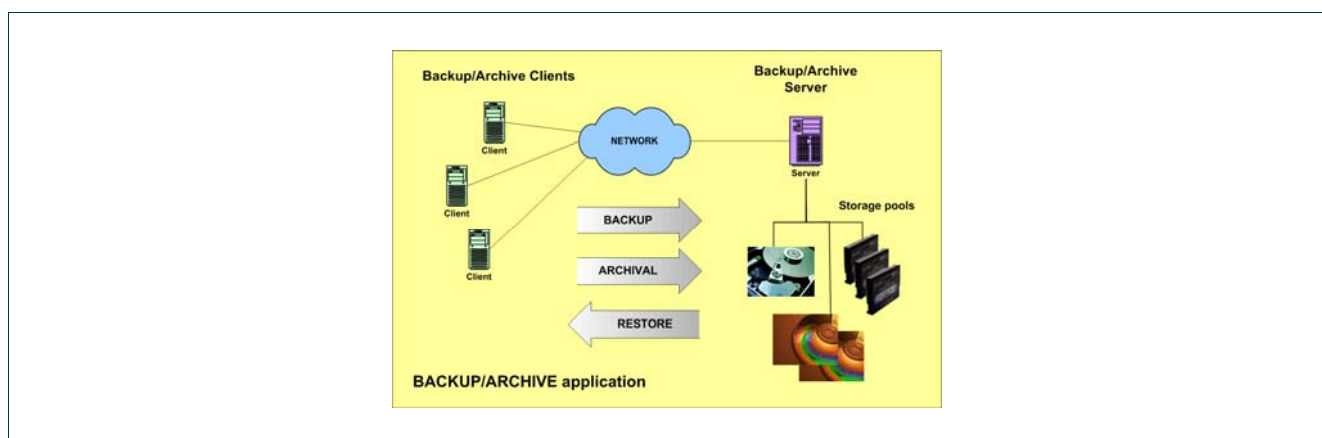 Backup/Archive Clients
Backup/Archive
Server
Client
NETWORK
Server
Client
Storage pools
BACKUP
Client
ARCHIVAL
RESTORE
BACKUP/ARCHIVE application